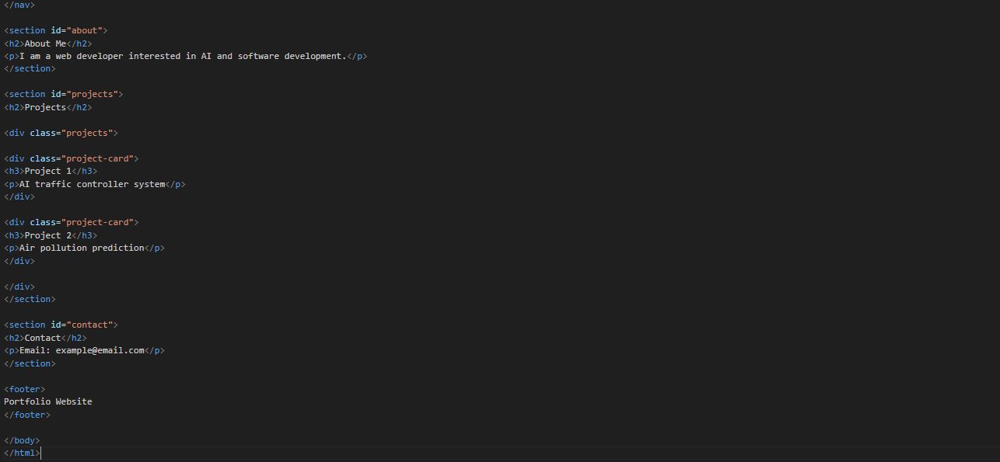 </nav>
<section id="about">
<h2>About Me</h2>
<p>I am a web developer interested in AI and software development.</p>
</section>
<section id="projects">
<h2>Projects</h2>
<div class="projects">
<div class="project-card">
<h3>Project 1</h3>
<p>AI traffic controller system</p>
</div>
<div class="project-card">
<h3>Project 2</h3>
<p>Air pollution prediction</p>
</div>
</div>
</section>
<section id="contact">
<h2>Contact</h2>
<p>Email: example@email.com</p>
</section>
<footer>
Portfolio Website
</footer>
</body>
</html>